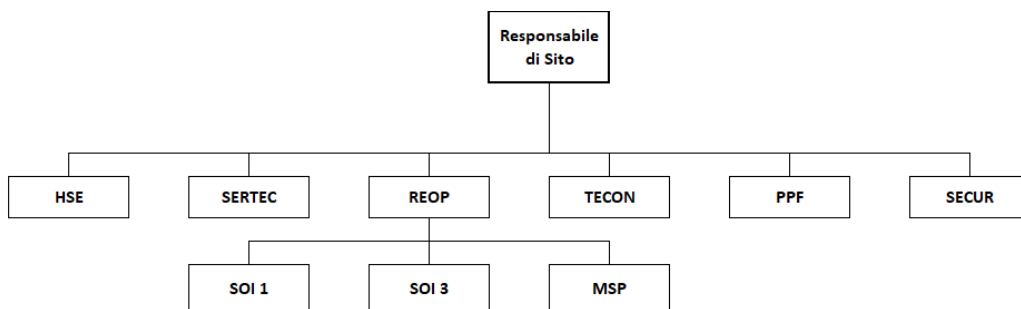 Responsabile
di Sito
HSE
SERTEC
REOP
TECON
PPF
SECUR
SOI 1
SOI 3
MSP